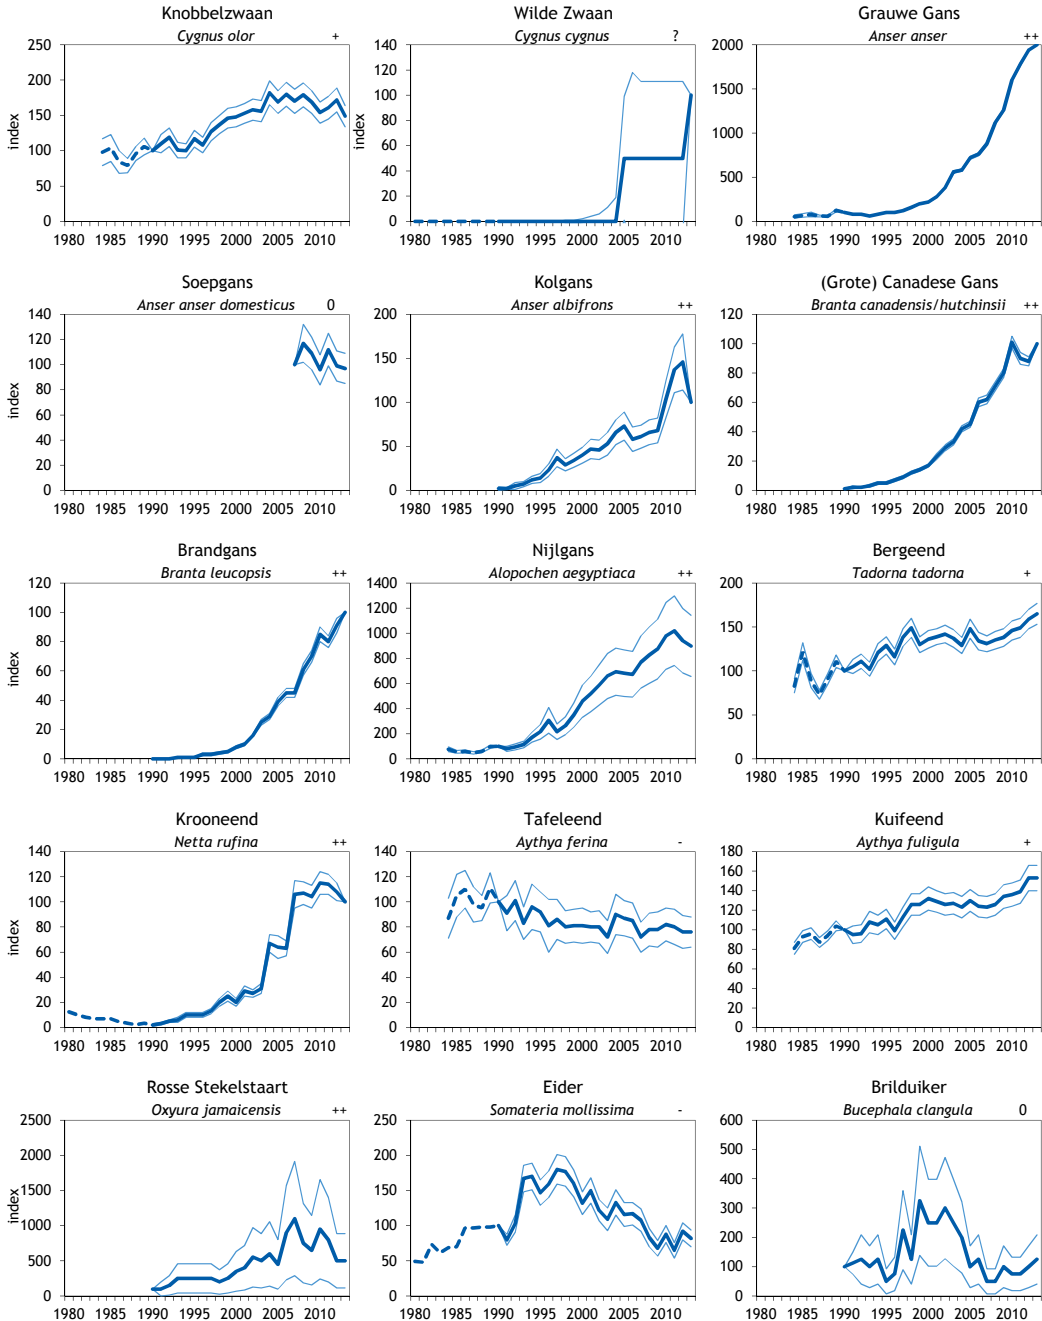 Knobbelzwaan Wilde Zwaan Grauwe Gans
Cygnus olor + Cygnus cygnus ? Anser anser ++
250 140 2000
200 120
150 100 1500
100 80 1000
50 60 500
0 40 0
20
0
index index
1980 1985 1990 1995 2000 2005 2010 1980 1985 1990 1995 2000 2005 2010 1980 1985 1990 1995 2000 2005 2010
Soepgans Kolgans (Grote) Canadese Gans
Anser anser domesticus 0 Anser albifrons ++ Branta canadensis/hutchinsii ++
140 200 120
120 150 100
100 100 80
80 50 60
60 0 40
40 20
20 0
0
index
1980 1985 1990 1995 2000 2005 2010 1980 1985 1990 1995 2000 2005 2010 1980 1985 1990 1995 2000 2005 2010
Brandgans Nijlgans Bergeend
Branta leucopsis ++ Alopochen aegyptiaca ++ Tadorna tadorna +
120 1400 200
100 1200 150
80 1000 100
60 800 50
40 600 0
20 400
0 200
0
index
1980 1985 1990 1995 2000 2005 2010 1980 1985 1990 1995 2000 2005 2010 1980 1985 1990 1995 2000 2005 2010
Krooneend Tafeleend Kuifeend
Netta rufina ++ Aythya ferina - Aythya fuligula +
140 140 180
120 120 160
100 100 140
80 80 120
60 60 100
40 40 80
20 20 60
0 0 40
20
0
index
1980 1985 1990 1995 2000 2005 2010 1980 1985 1990 1995 2000 2005 2010 1980 1985 1990 1995 2000 2005 2010
Rosse Stekelstaart Eider Brilduiker
Oxyura jamaicensis ++ Somateria mollissima - Bucephala clangula 0
2500 250 600
2000 200 500
1500 150 400
1000 100 300
500 50 200
0 0 100
0
index
1980 1985 1990 1995 2000 2005 2010 1980 1985 1990 1995 2000 2005 2010 1980 1985 1990 1995 2000 2005 2010